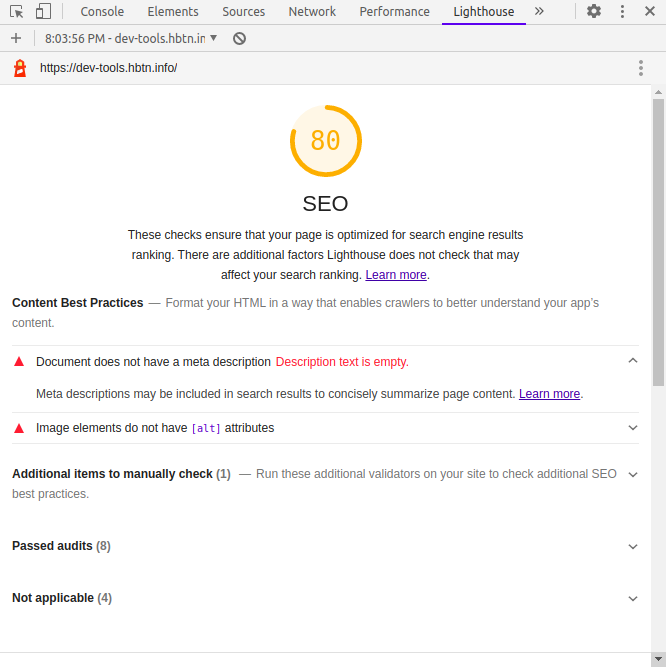 Console Elements Sources Network Performance Lighthouse »
+ 8:03:56 PM - dev-tools.hbtn.in ▼
https://dev-tools.hbtn.info/
80
SEO
These checks ensure that your page is optimized for search engine results
ranking. There are additional factors Lighthouse does not check that may
affect your search ranking. Learn more.
Content Best Practices — Format your HTML in a way that enables crawlers to better understand your app’s
content.
Document does not have a meta description Description text is empty.
Meta descriptions may be included in search results to concisely summarize page content. Learn more.
Image elements do not have [alt] attributes
Additional items to manually check (1) — Run these additional validators on your site to check additional SEO
best practices.
Passed audits (8)
Not applicable (4)